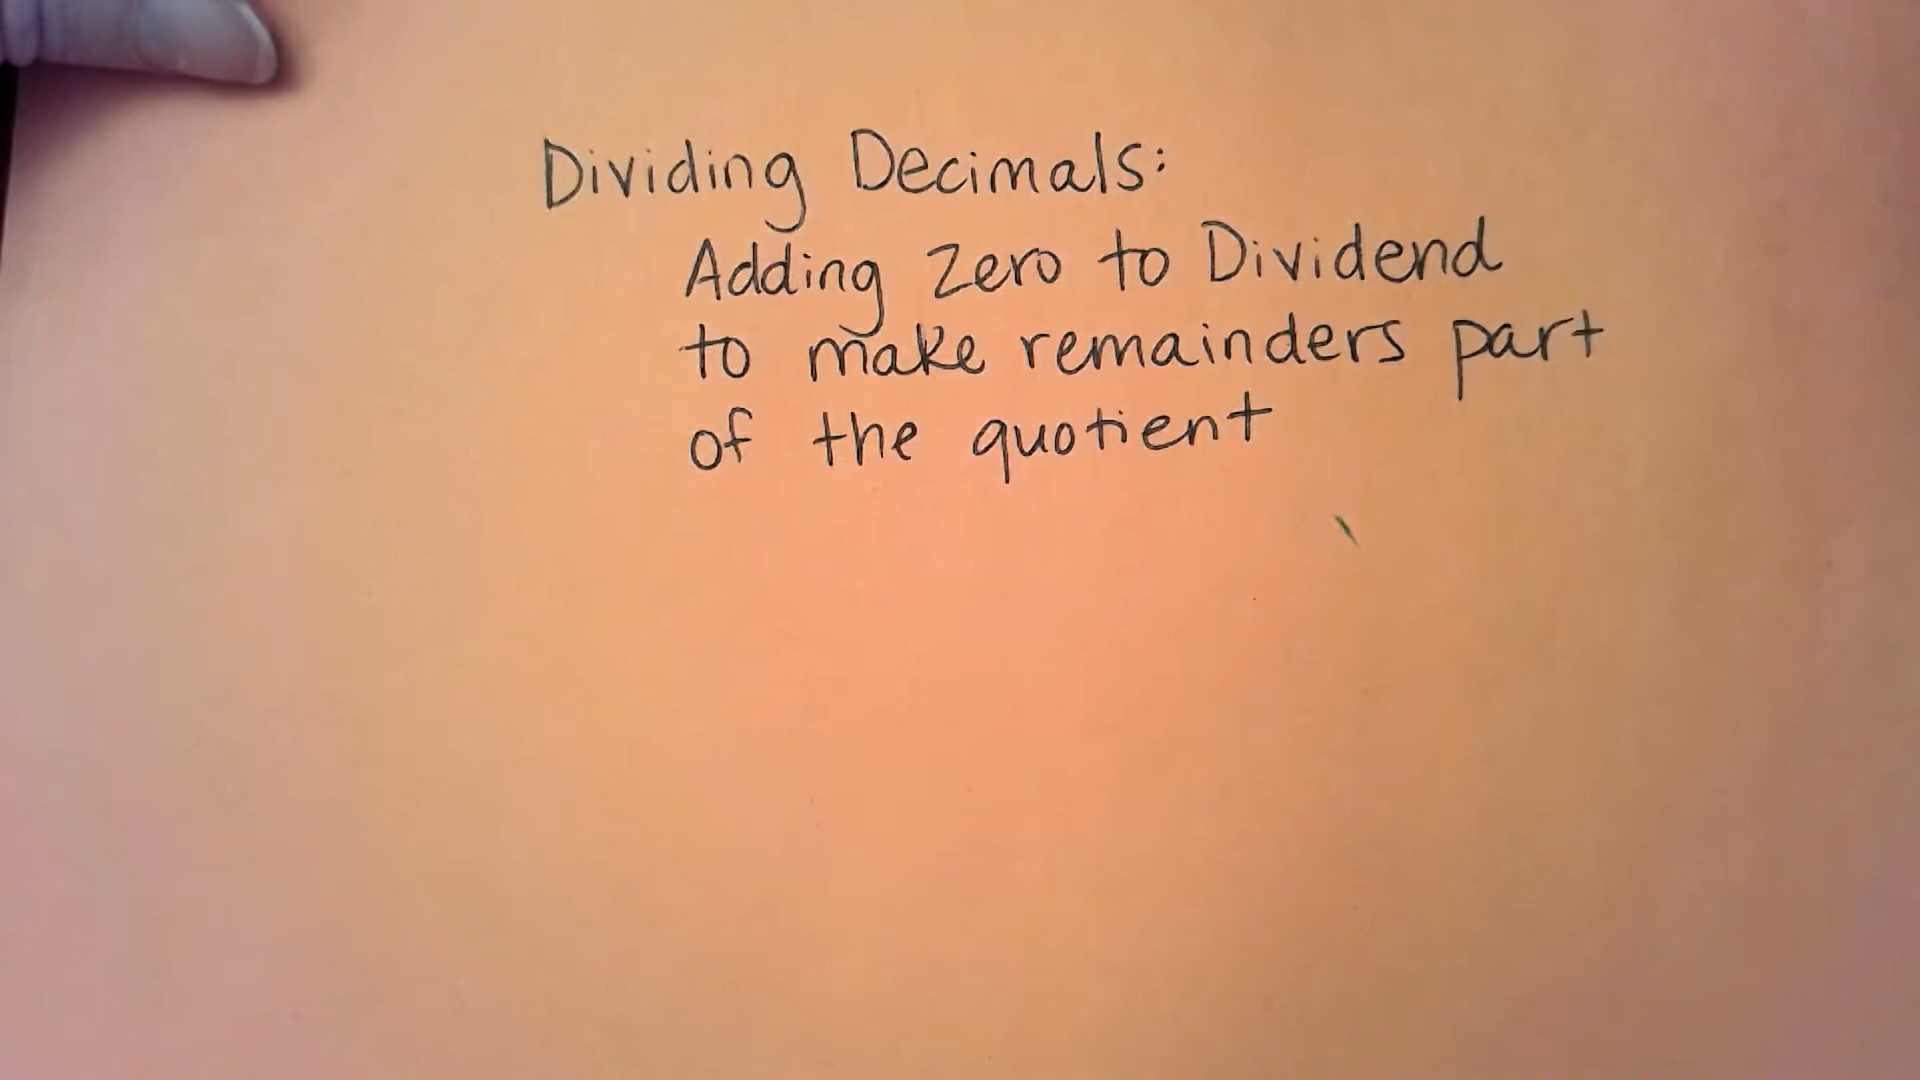 Dividing Decimals:
Adding Zero to Dividend
to make remainders part
of the quotient